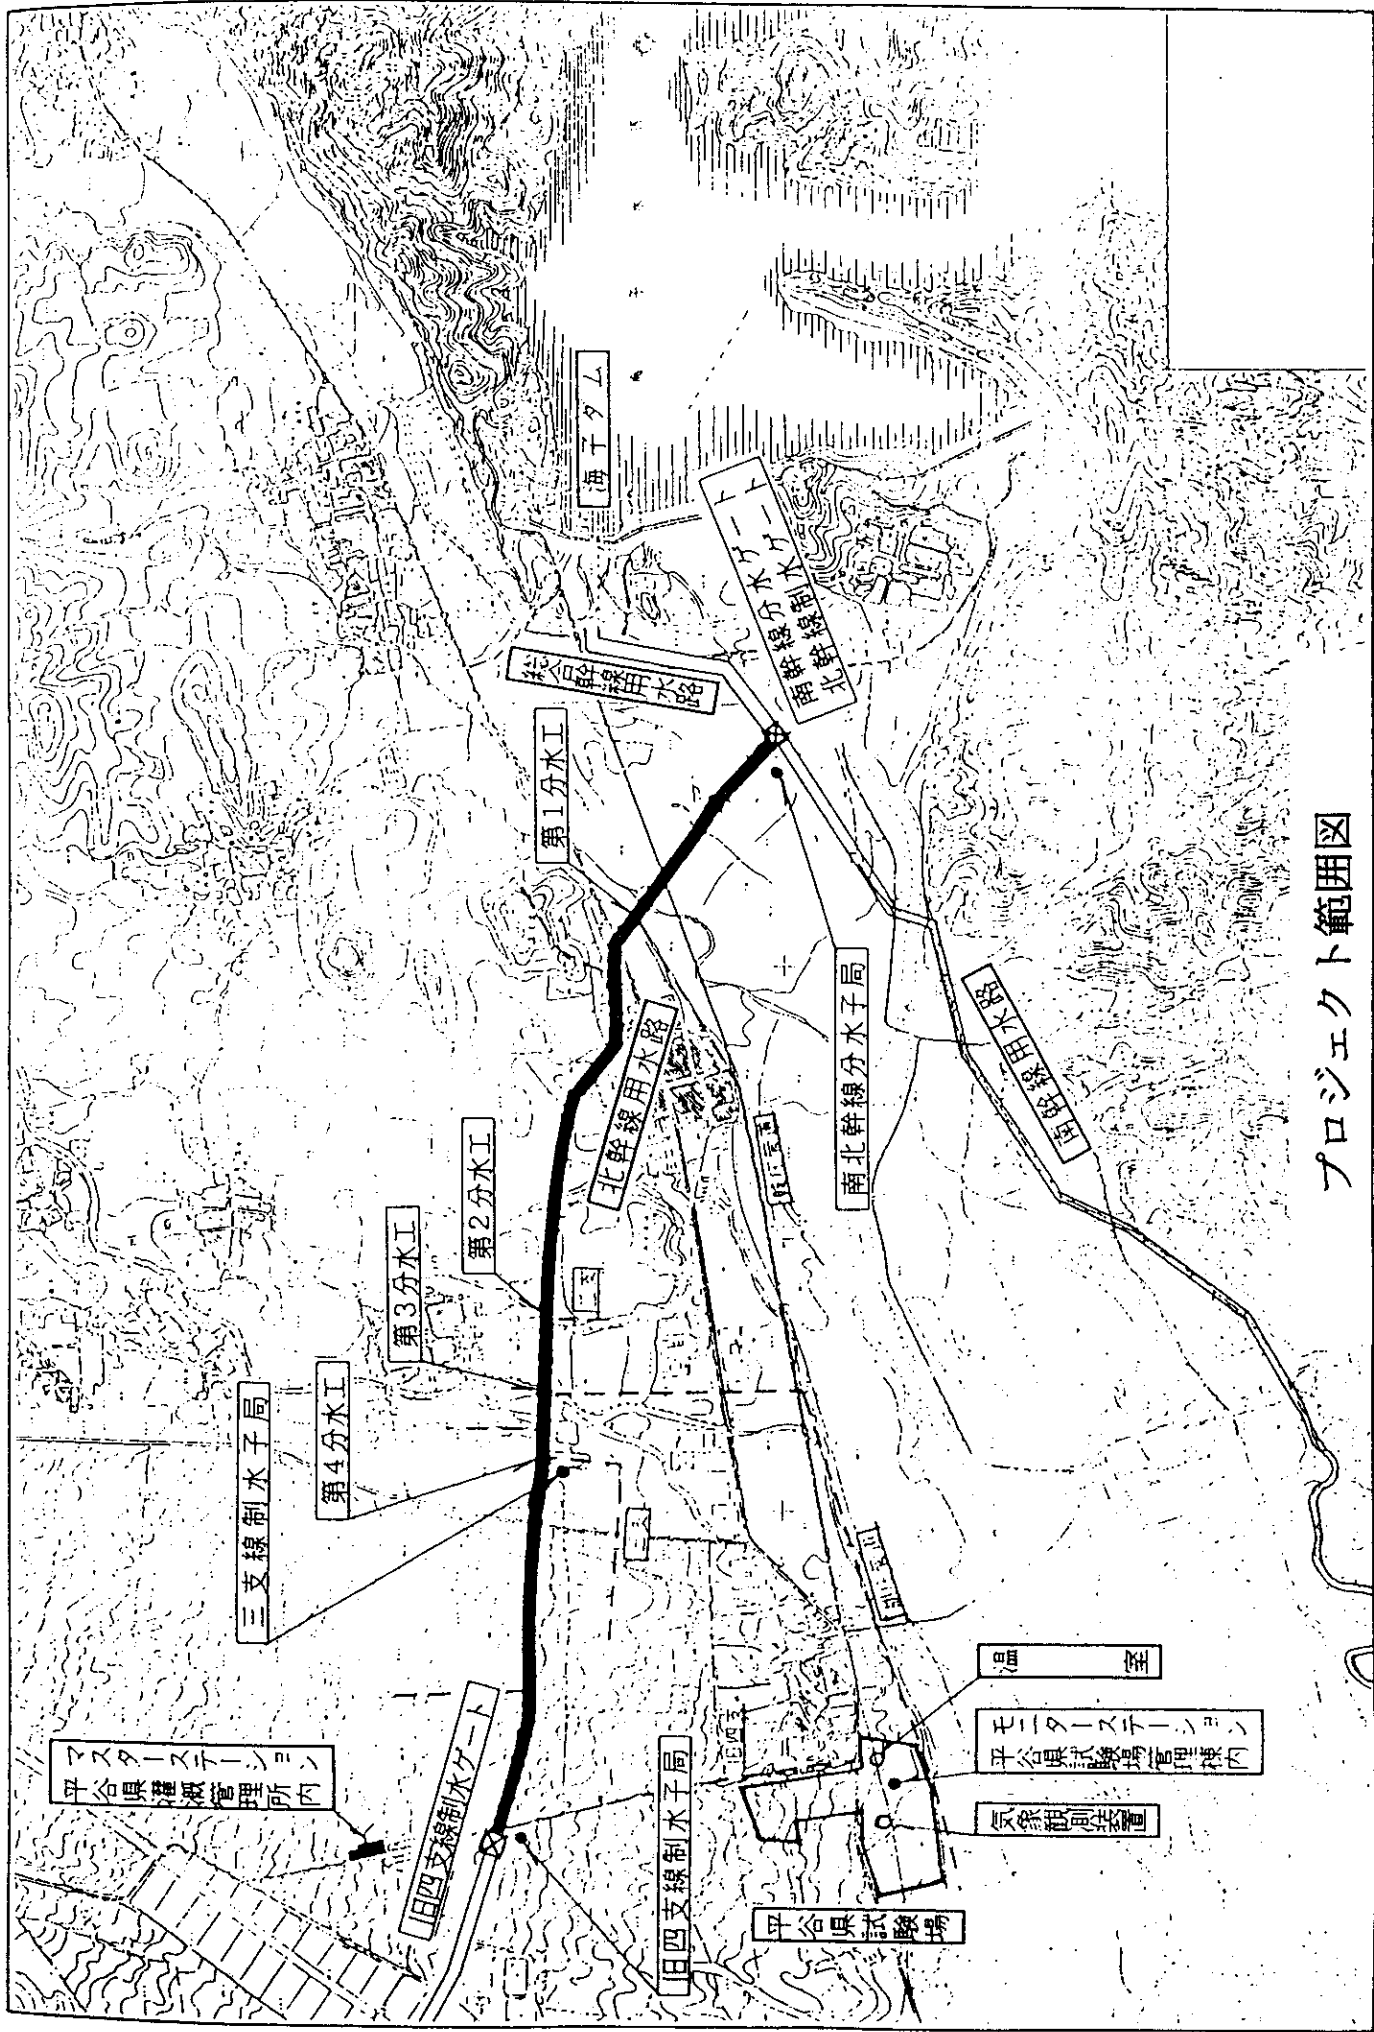 マスターステーション
平谷県灌漑管理所内
旧四支線制水ゲート
旧四支線制水子局
三支線制水子局
第4分水工
第3分水工
第2分水工
第1分水工
北幹線用水路
総合幹線用水路
海子ダム
南幹線分水ゲート
北幹線制水ゲート
南北幹線分水子局
南幹線用水路
温室
モニターステーション
平谷県試験場管理棟内
気象観測装置
平谷県試験場
プロジェクト範囲図